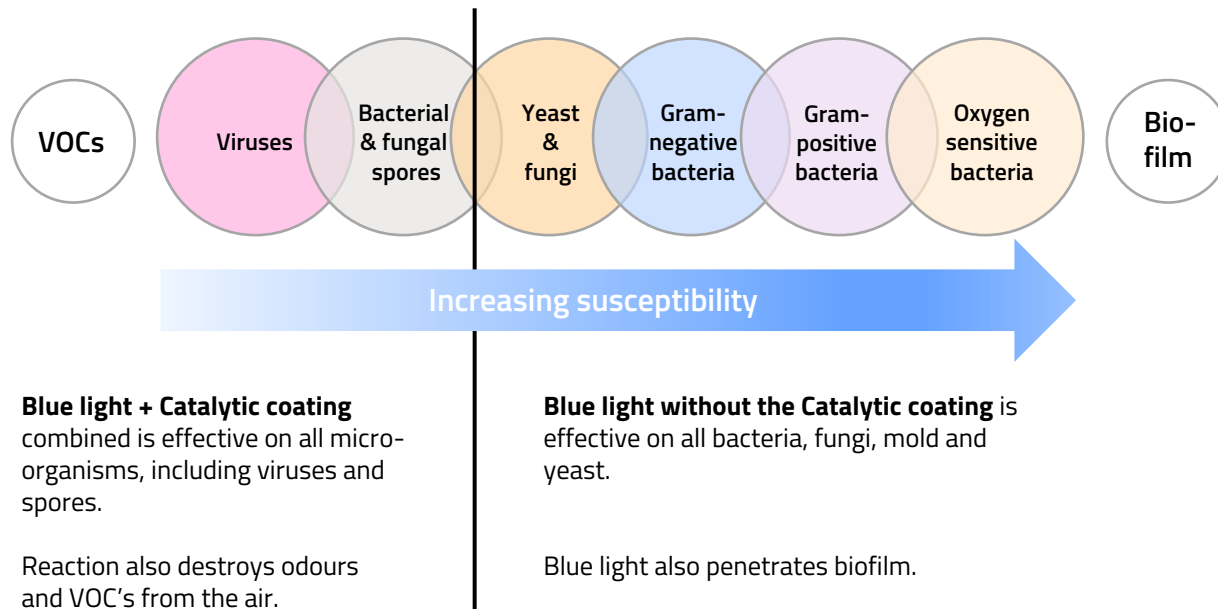 VOCs
Viruses
Bacterial
& fungal
spores
Yeast
&
fungi
Gram-
negative
bacteria
Gram-
positive
bacteria
Oxygen
sensitive
bacteria
Bio-
film
Increasing susceptibility
Blue light + Catalytic coating
combined is effective on all micro-
organisms, including viruses and
spores.
Reaction also destroys odours
and VOC's from the air.
Blue light without the Catalytic coating is
effective on all bacteria, fungi, mold and
yeast.
Blue light also penetrates biofilm.